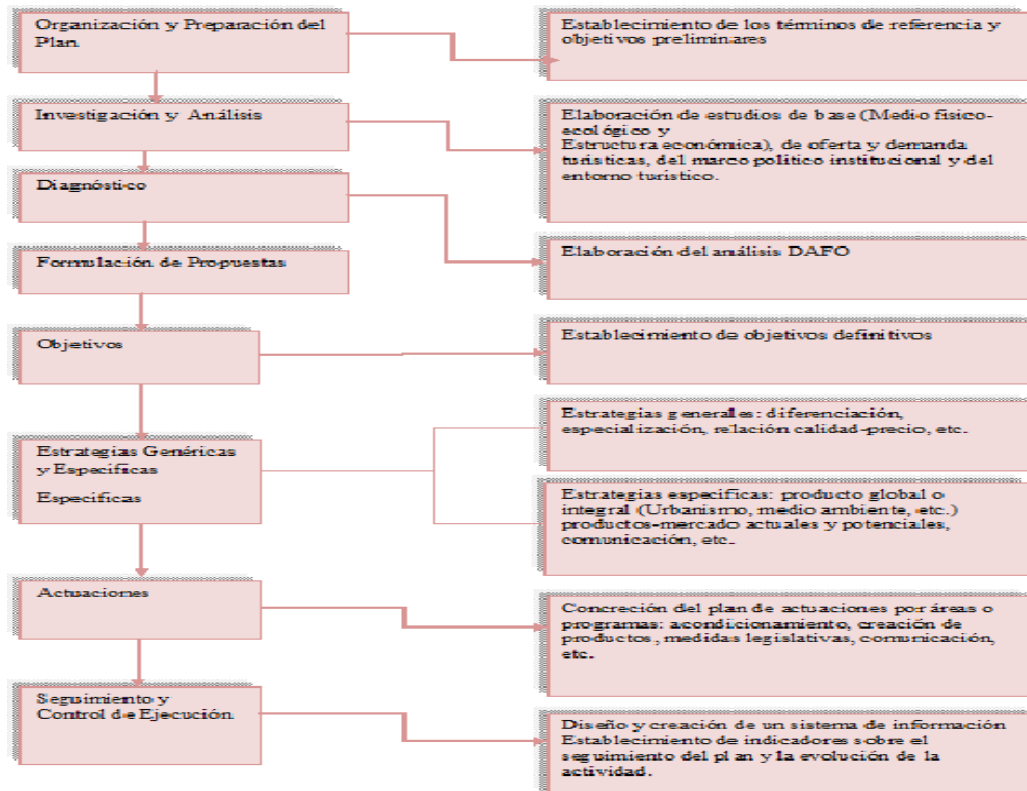 Organización y Preparación del
Plan.
Establecimiento de los términos de referencia y
objetivos preliminares
Investigación y Análisis
Elaboración de estudios de base (Medio físico-
ecológico y
Estructura económica), de oferta y demanda
turísticas, del marco político institucional y del
entorno turístico.
Diagnóstico
Formulación de Propuestas
Elaboración del análisis DAFO
Objetivos
Establecimiento de objetivos definitivos
Estrategias Genéricas
y Específicas
Específicas
Estrategias generales: diferenciación,
especialización, relación calidad-precio, etc.
Estrategias específicas: producto global o
integral (Urbanismo, medio ambiente, etc.)
productos-mercado actuales y potenciales,
comunicación, etc.
Actuaciones
Concreción del plan de actuaciones por áreas o
programas: acondicionamiento, creación de
productos, medidas legislativas, comunicación,
etc.
Seguimiento y
Control de Ejecución.
Diseño y creación de un sistema de información
Establecimiento de indicadores sobre el
seguimiento del plan y la evolución de la
actividad.